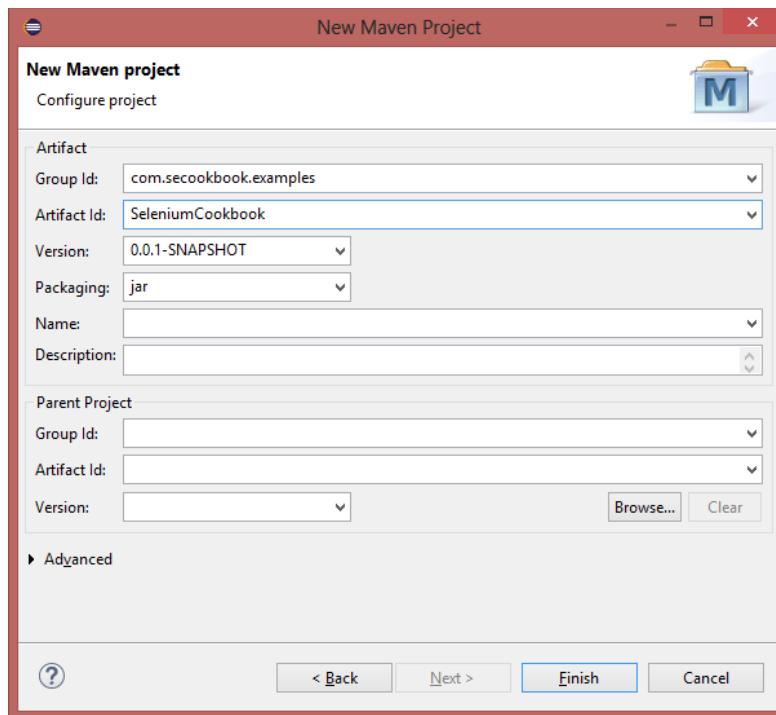 New Maven Project
New Maven project
Configure project
M
Artifact
Group Id: com.secookbook.examples
Artifact Id: SeleniumCookbook
Version: 0.0.1-SNAPSHOT
Packaging: jar
Name:
Description:
Parent Project
Group Id:
Artifact Id:
Version: Browse... Clear
Advanced
? < Back Next > Finish Cancel